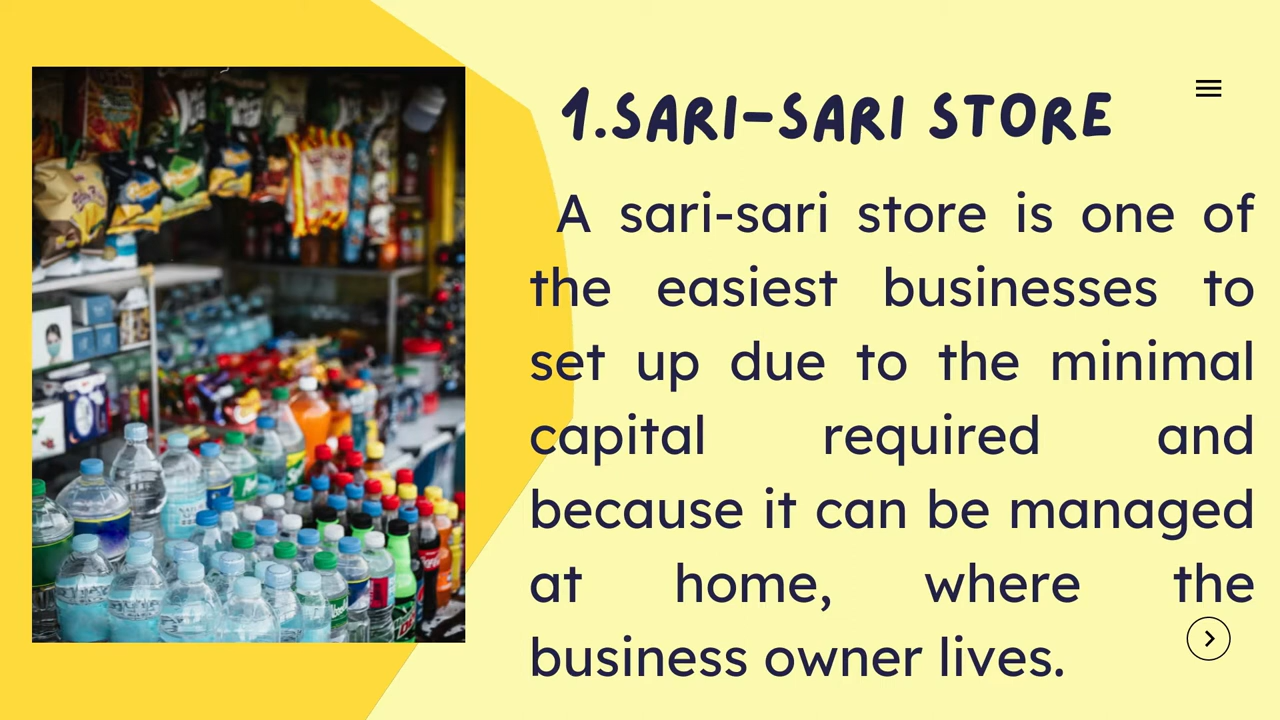 1.SARI-SARI STORE
A sari-sari store is one of
the easiest businesses to
set up due to the minimal
capital required and
because it can be managed
at home, where the
business owner lives.